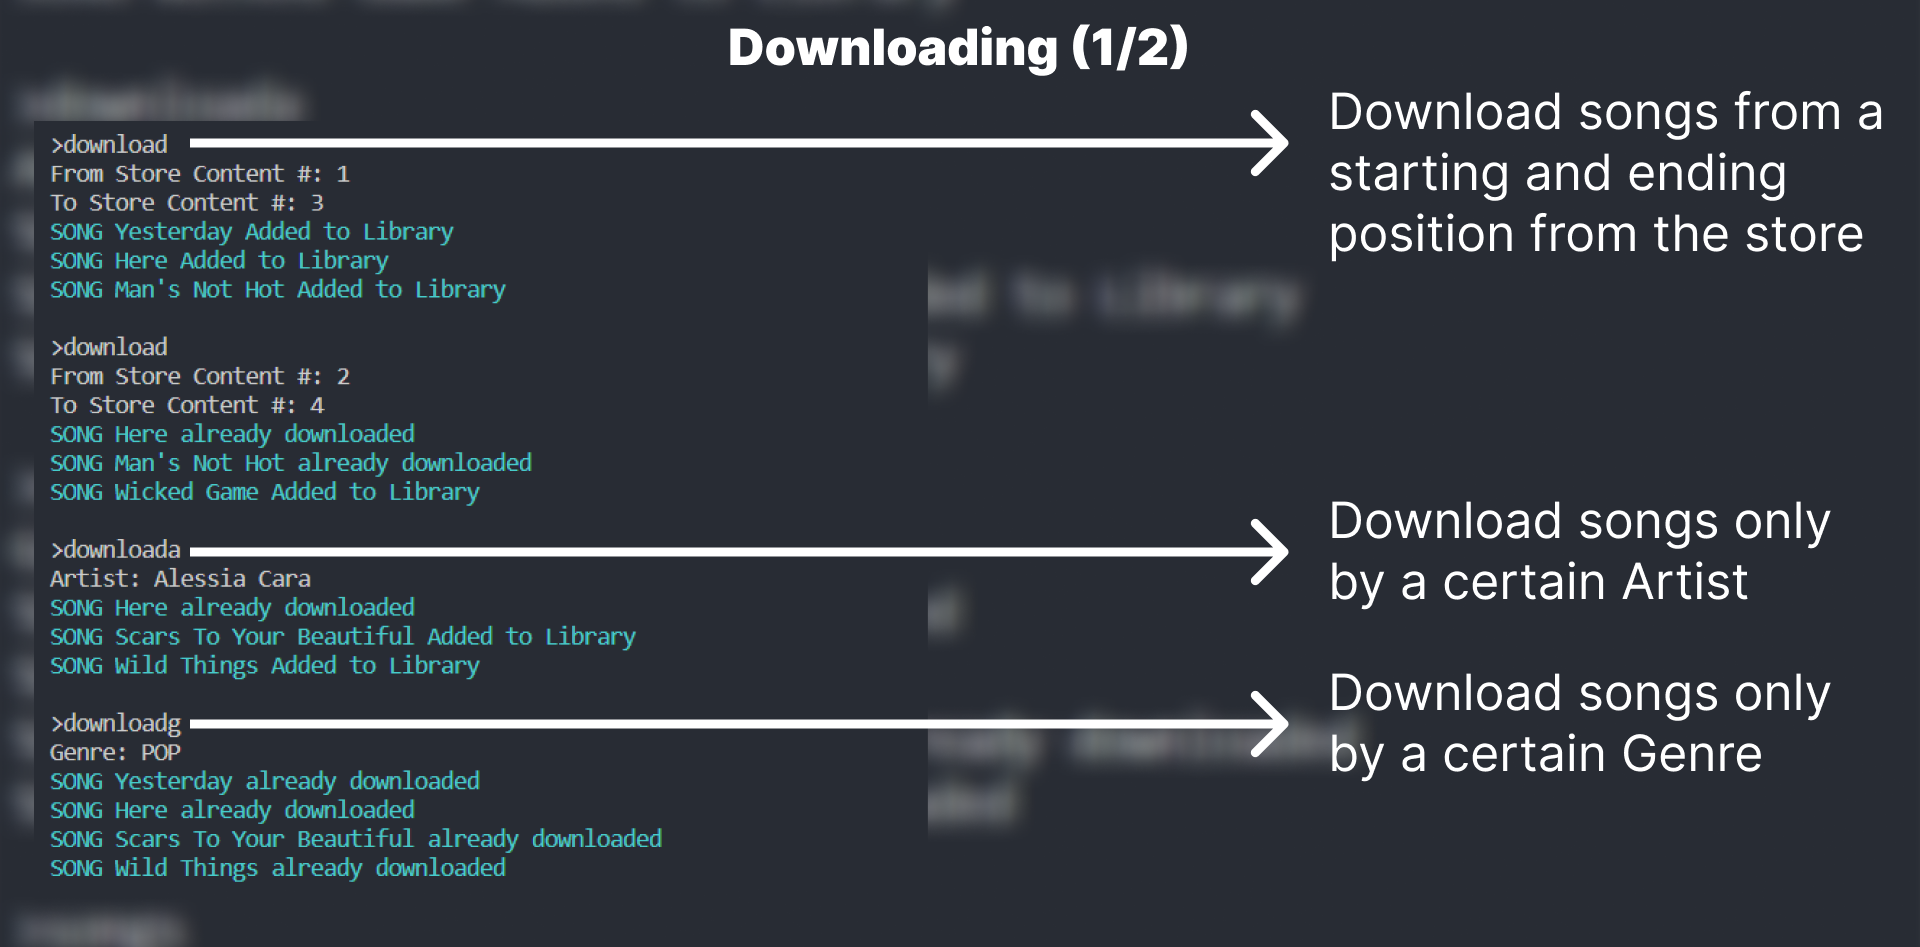 Downloading (1/2)
>download
From Store Content #: 1
To Store Content #: 3
SONG Yesterday Added to Library
SONG Here Added to Library
SONG Man's Not Hot Added to Library
>download
From Store Content #: 2
To Store Content #: 4
SONG Here already downloaded
SONG Man's Not Hot already downloaded
SONG Wicked Game Added to Library
>downloada
Artist: Alessia Cara
SONG Here already downloaded
SONG Scars To Your Beautiful Added to Library
SONG Wild Things Added to Library
>downloadg
Genre: POP
SONG Yesterday already downloaded
SONG Here already downloaded
SONG Scars To Your Beautiful already downloaded
SONG Wild Things already downloaded
Download songs from a
starting and ending
position from the store
Download songs only
by a certain Artist
Download songs only
by a certain Genre